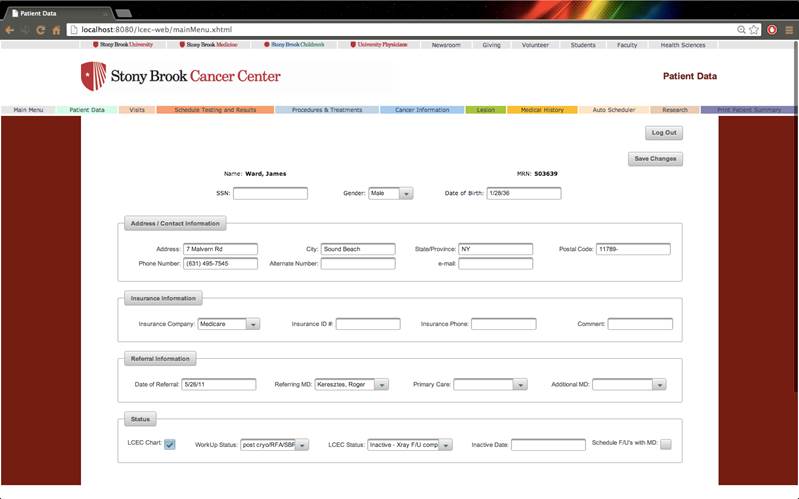 Patient Data
localhost:8080/lcec-web/mainMenu.xhtml
Stony Brook University Stony Brook Medicine Stony Brook Children's University Physicians Newsroom Giving Volunteer Students Faculty Health Sciences
Stony Brook Cancer Center
Patient Data
Main Menu Patient Data Visits Schedule Testing and Results Procedures & Treatments Cancer Information Lesion Medical History Auto Scheduler Research Print Patient Summary
Log Out
Save Changes
Name: Ward, James MRN: 503639
SSN: Gender: Male Date of Birth: 1/28/36
Address / Contact Information
Address: 7 Malvern Rd City: Sound Beach State/Province: NY Postal Code: 11789-
Phone Number: (631) 495-7545 Alternate Number: e-mail:
Insurance Information
Insurance Company: Medicare Insurance ID #: Insurance Phone: Comment:
Referral Information
Date of Referral: 5/26/11 Referring MD: Keresztes, Roger Primary Care: Additional MD:
Status
LCEC Chart: WorkUp Status: post cryo/RFA/SBR LCEC Status: Inactive - Xray F/U comp Inactive Date: Schedule F/U's with MD: